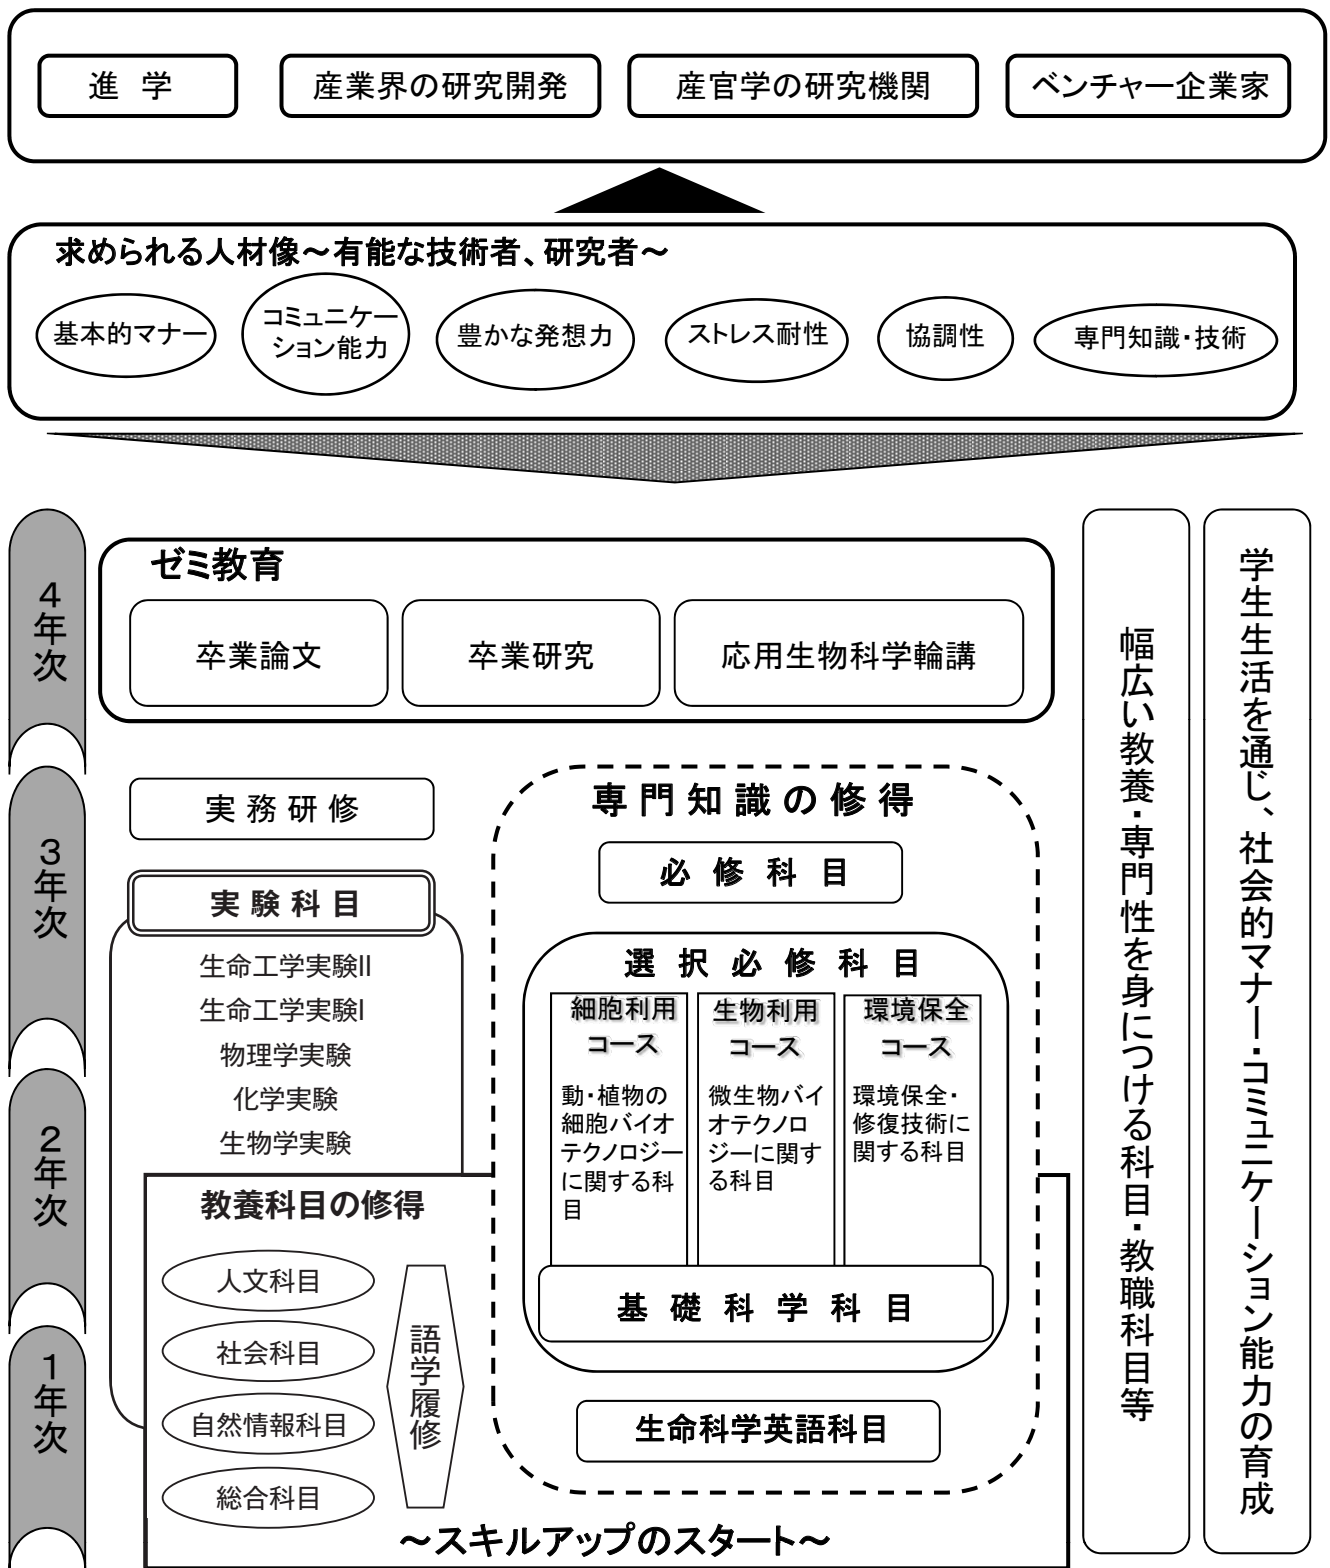 進 学
産業界の研究開発
産官学の研究機関
ベンチャー企業家
求められる人材像～有能な技術者、研究者～
基本的マナー
コミュニケー
ション能力
豊かな発想力
ストレス耐性
協調性
専門知識・技術
4年次
ゼミ教育
卒業論文
卒業研究
応用生物科学輪講
3年次
実務研修
実験科目
生命工学実験II
生命工学実験I
物理学実験
化学実験
生物学実験
専門知識の修得
必修科目
選択必修科目
細胞利用
コース
動・植物の
細胞バイオ
テクノロジー
に関する科
目
生物利用
コース
微生物バイ
オテクノロ
ジーに関す
る科目
環境保全
コース
環境保全・
修復技術に
関する科目
基礎科学科目
生命科学英語科目
2年次
教養科目の修得
人文科目
社会科目
自然情報科目
総合科目
語学履修
1年次
～スキルアップのスタート～
幅広い教養・専門性を身につける科目・教職科目等
学生生活を通じ、社会的マナー・コミュニケーション能力の育成